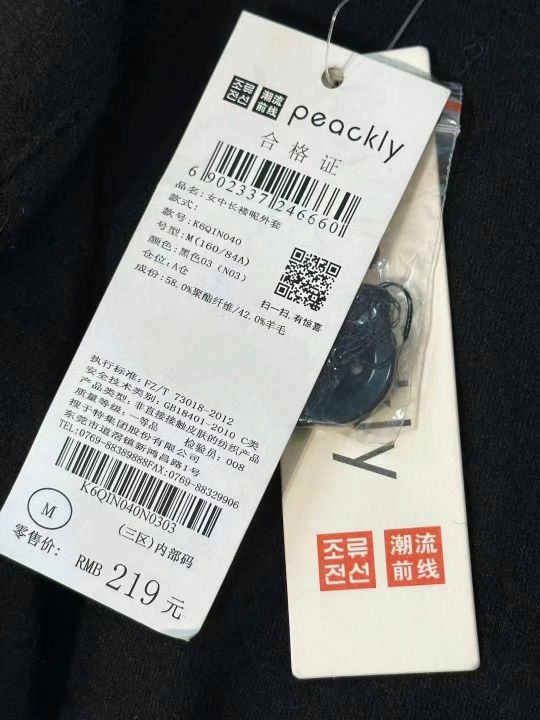 조류
전선
潮流
前线
peackly
合格证
6 902337 246660
品名:女中长褛呢外套
款式:
款号:K6QIN040
号型:M(160/84A)
颜色:黑色03 (N03)
仓位:A仓
成份:58.0%聚酯纤维/42.0%羊毛
扫一扫,有惊喜
执行标准:FZ/T 73018-2012
安全技术类别:GB18401-2010 C类
产品类型:非直接接触皮肤的纺织产品
质量等级:一等品 检验员:008
搜于特集团股份有限公司
东莞市道滘镇新鸿昌路1号
TEL:0769-88389888FAX:0769-88329906
K6QIN040N0303
(三区)内部码
M
零售价: RMB 219 元
ly
조류
전선
潮流
前线